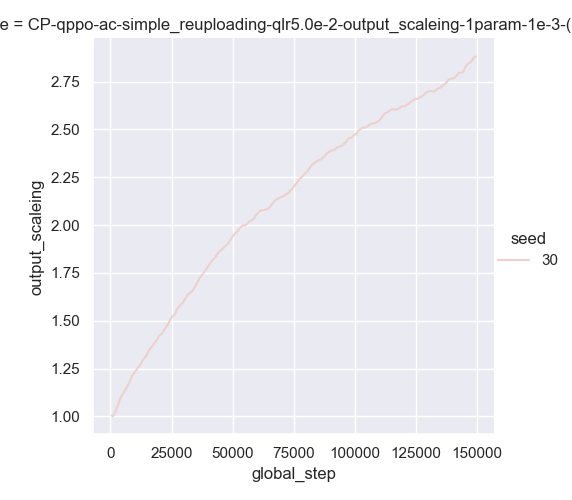 e = CP-qppo-ac-simple_reuploading-qlr5.0e-2-output_scaleing-1param-1e-3-(
output_scaleing
2.75
2.50
2.25
2.00
1.75
1.50
1.25
1.00
seed
30
0 25000 50000 75000 100000 125000 150000
global_step